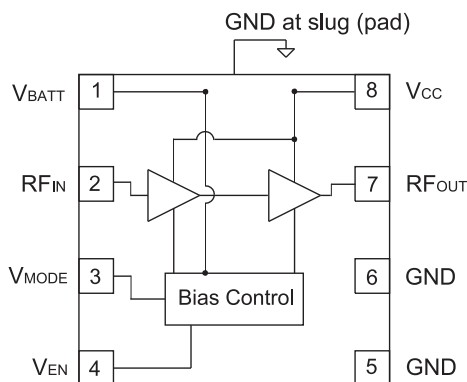 GND at slug (pad)
VBATT 1 8 VCC
RFIN 2 7 RFOUT
VMODE 3 6 GND
Bias Control
VEN 4 5 GND